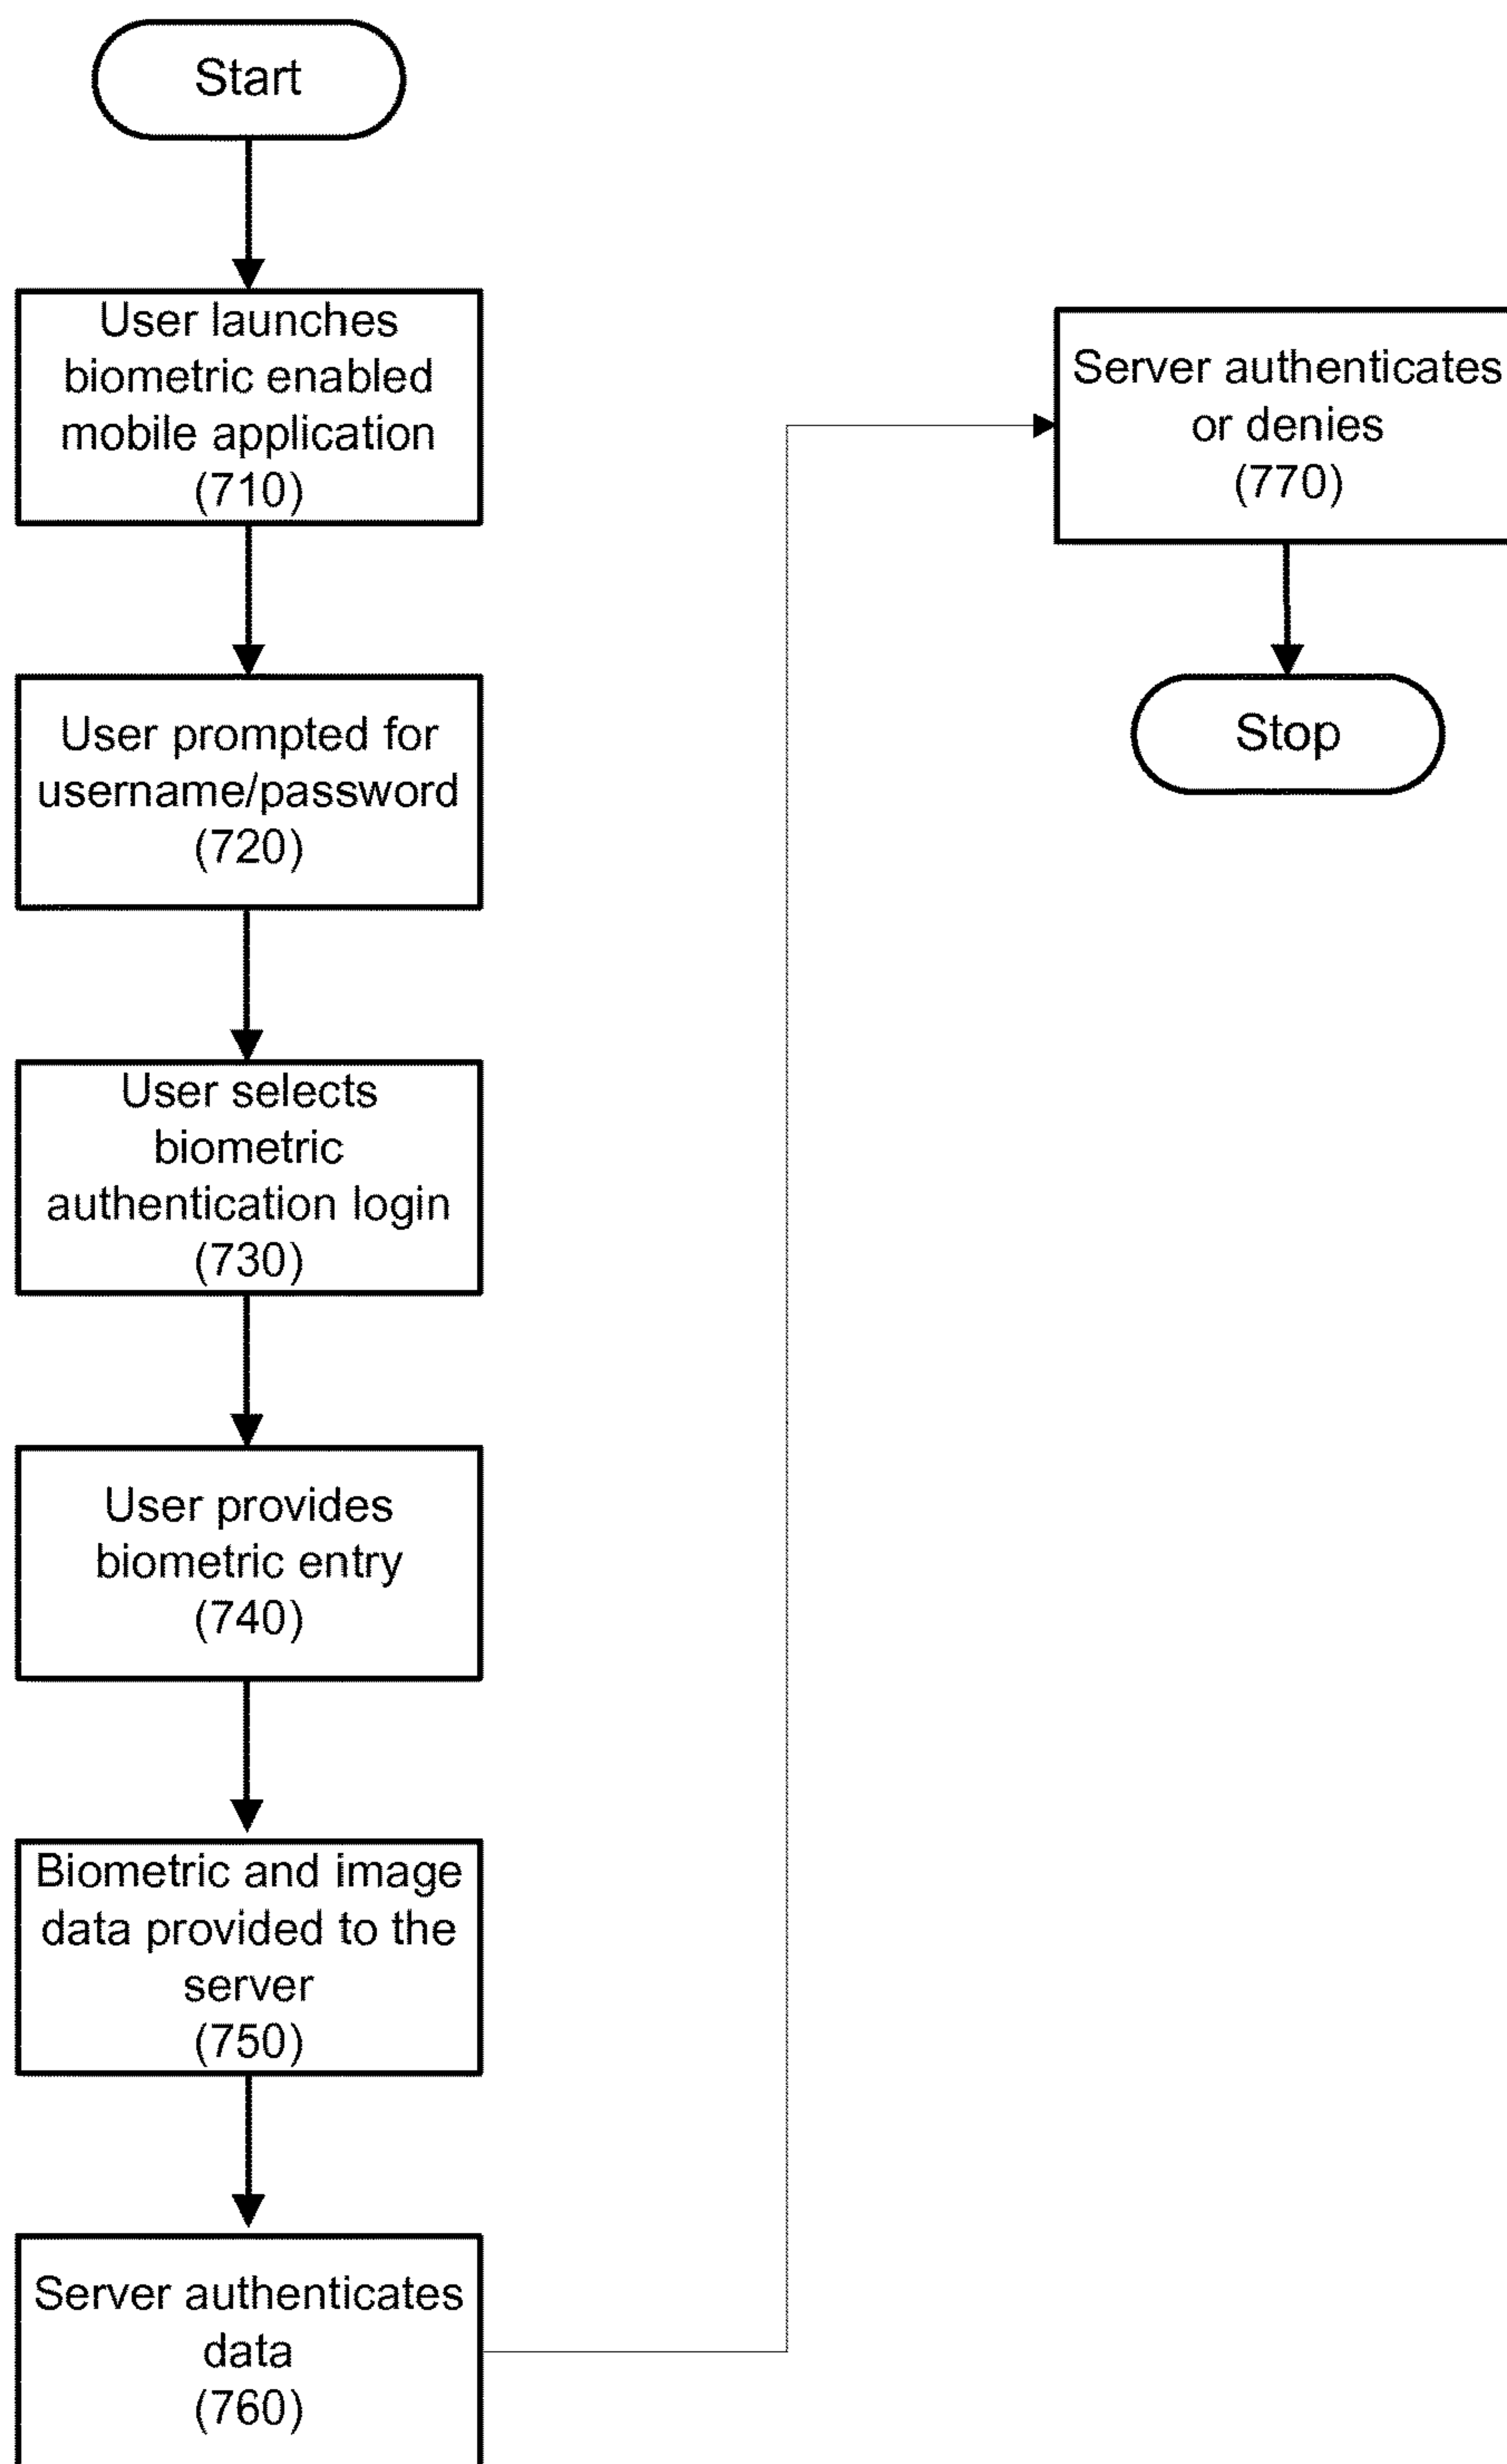 Start
User launches
biometric enabled
mobile application
(710)
User prompted for
username/password
(720)
User selects
biometric
authentication login
(730)
User provides
biometric entry
(740)
Biometric and image
data provided to the
server
(750)
Server authenticates
data
(760)
Server authenticates
or denies
(770)
Stop